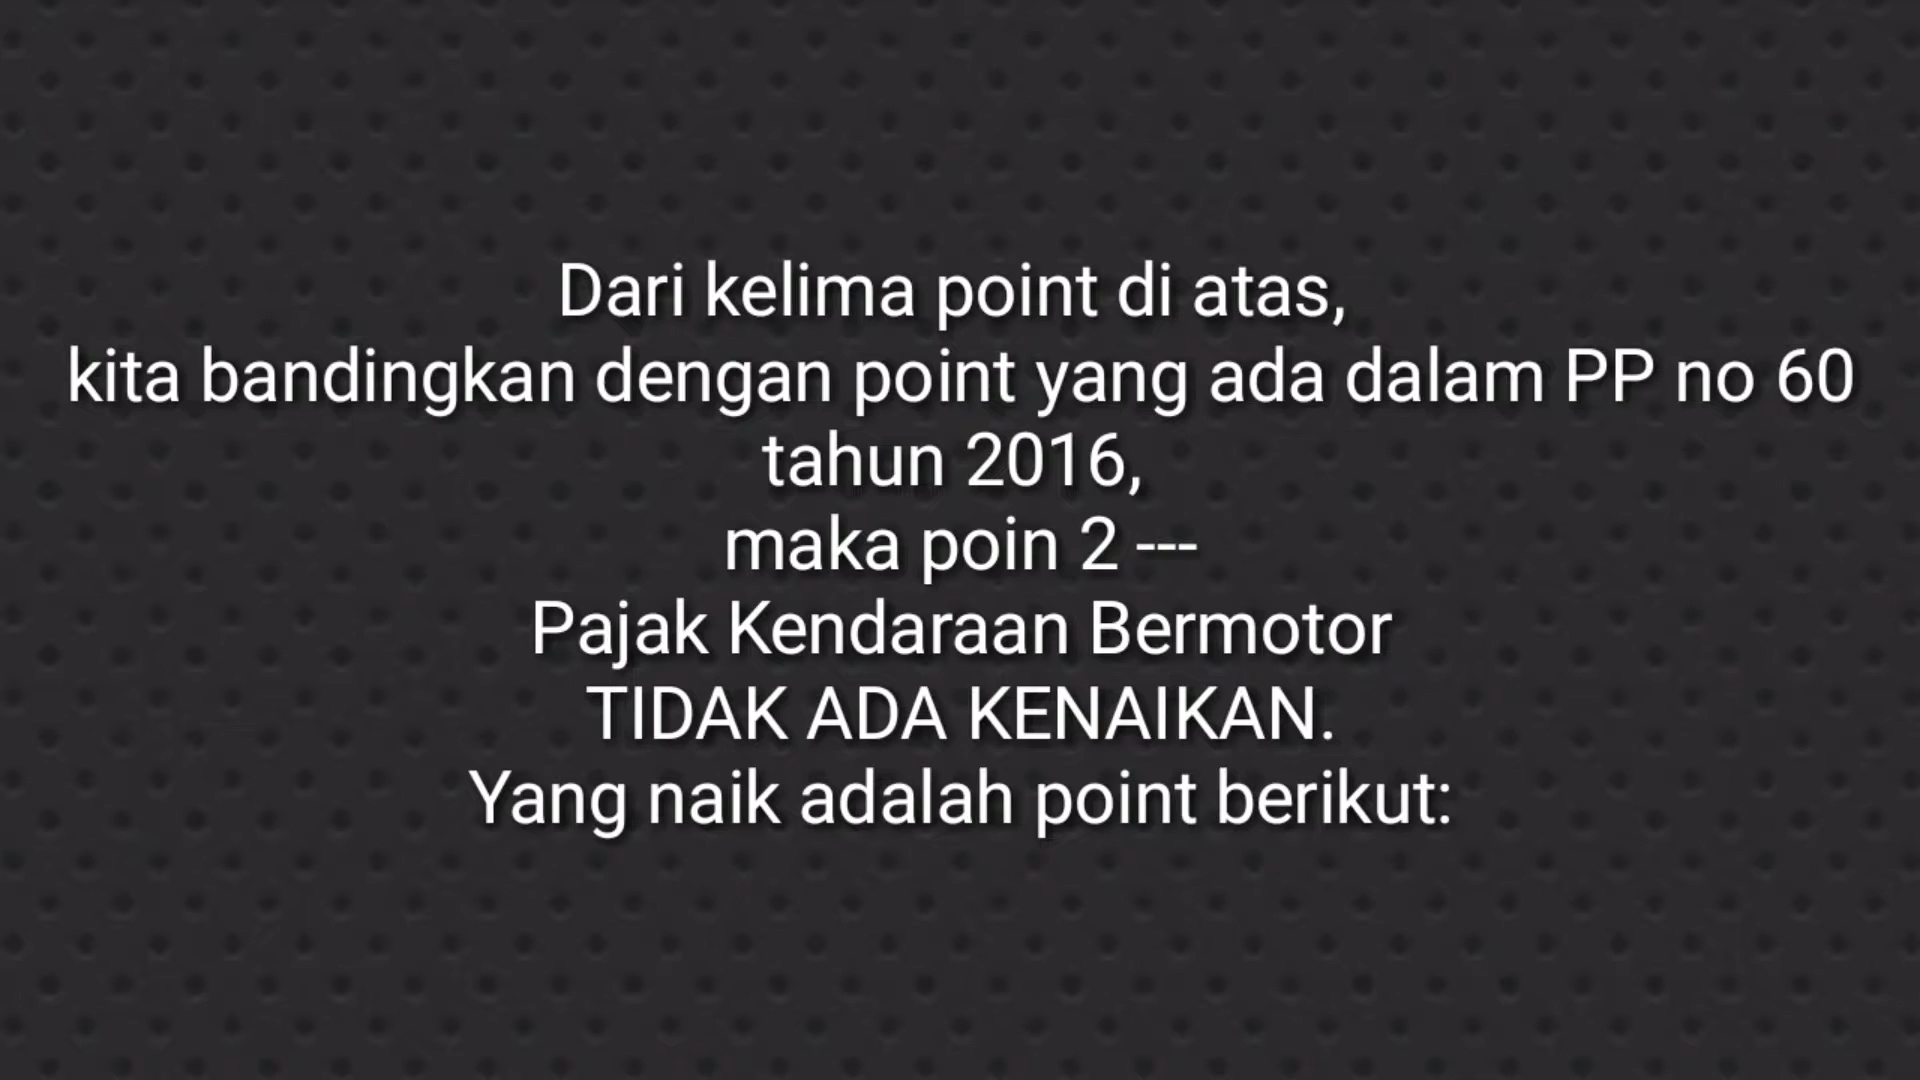 Dari kelima point di atas,
kita bandingkan dengan point yang ada dalam PP no 60
tahun 2016,
maka poin 2 ---
Pajak Kendaraan Bermotor
TIDAK ADA KENAIKAN.
Yang naik adalah point berikut: